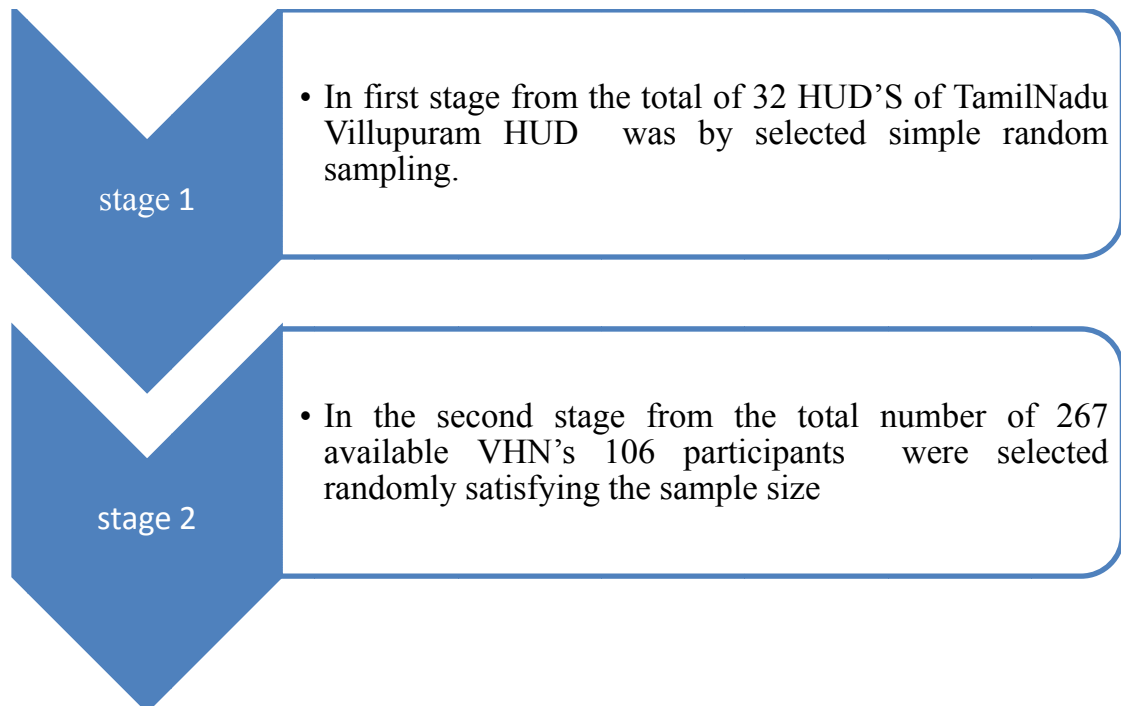 stage 1
• In first stage from the total of 32 HUD’S of TamilNadu
Villupuram HUD was by selected simple random
sampling.
stage 2
• In the second stage from the total number of 267
available VHN’s 106 participants were selected
randomly satisfying the sample size